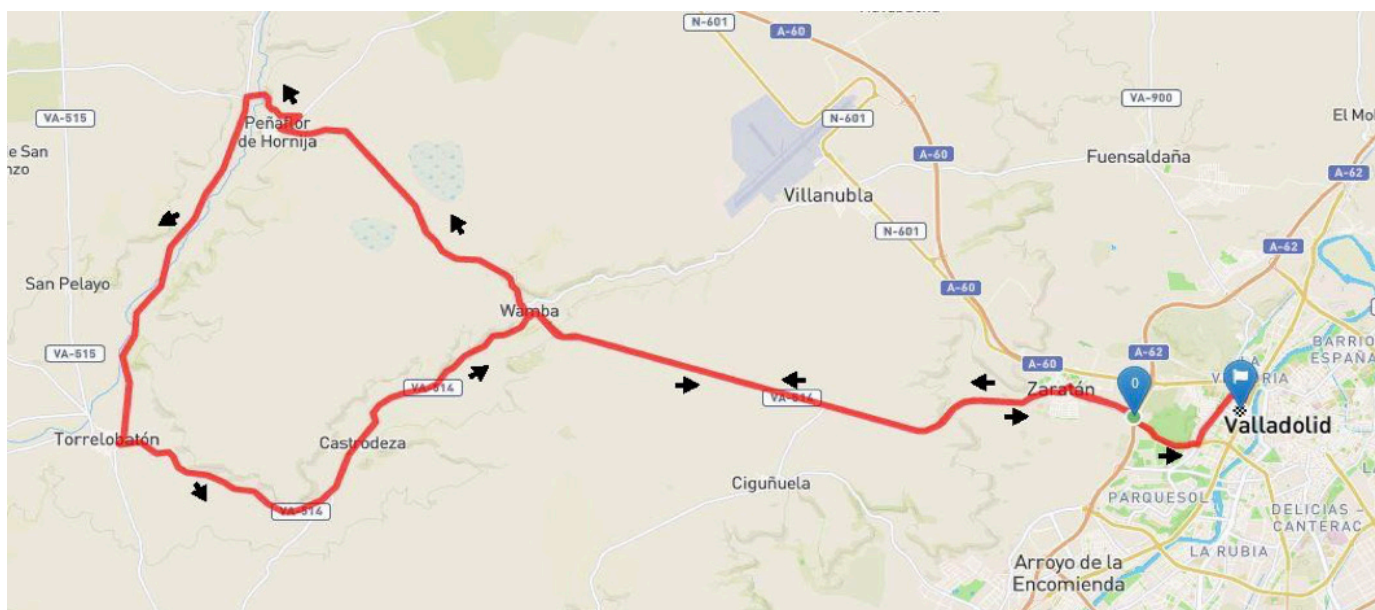 N-601
A-60
VA-900
VA-515
N-601
El Mol
Peñaflor
de Hornija
e San
nzo
A-60
Fuensaldaña
A-62
Villanubla
N-601
A-62
San Pelayo
A-60
Wamba
BARRIO
ESPAÑA
VA-515
A-62
LA
A-60
VA-514
Zaratán
0
VA-514
Valladolid
Torrelobatón
Castrodeza
Ciguñuela
PARQUESOL
VA-514
DELICIAS -
CANTERAC
LA RUBIA
Arroyo de la
Encomienda